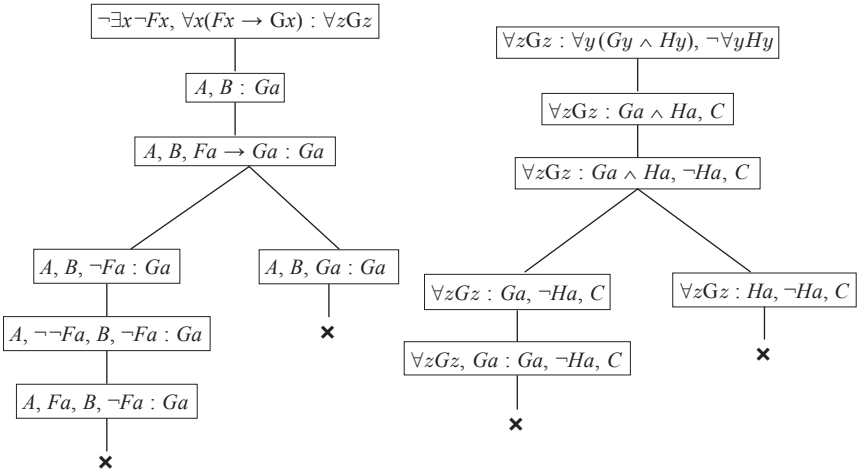 ¬∃x¬Fx, ∀x(Fx → Gx) : ∀zGz
A, B : Ga
A, B, Fa → Ga : Ga
A, B, ¬Fa : Ga
A, B, Ga : Ga
A, ¬¬Fa, B, ¬Fa : Ga
×
A, Fa, B, ¬Fa : Ga
×
∀zGz : ∀y(Gy ∧ Hy), ¬∀yHy
∀zGz : Ga ∧ Ha, C
∀zGz : Ga ∧ Ha, ¬Ha, C
∀zGz : Ga, ¬Ha, C
∀zGz : Ha, ¬Ha, C
∀zGz, Ga : Ga, ¬Ha, C
×
×